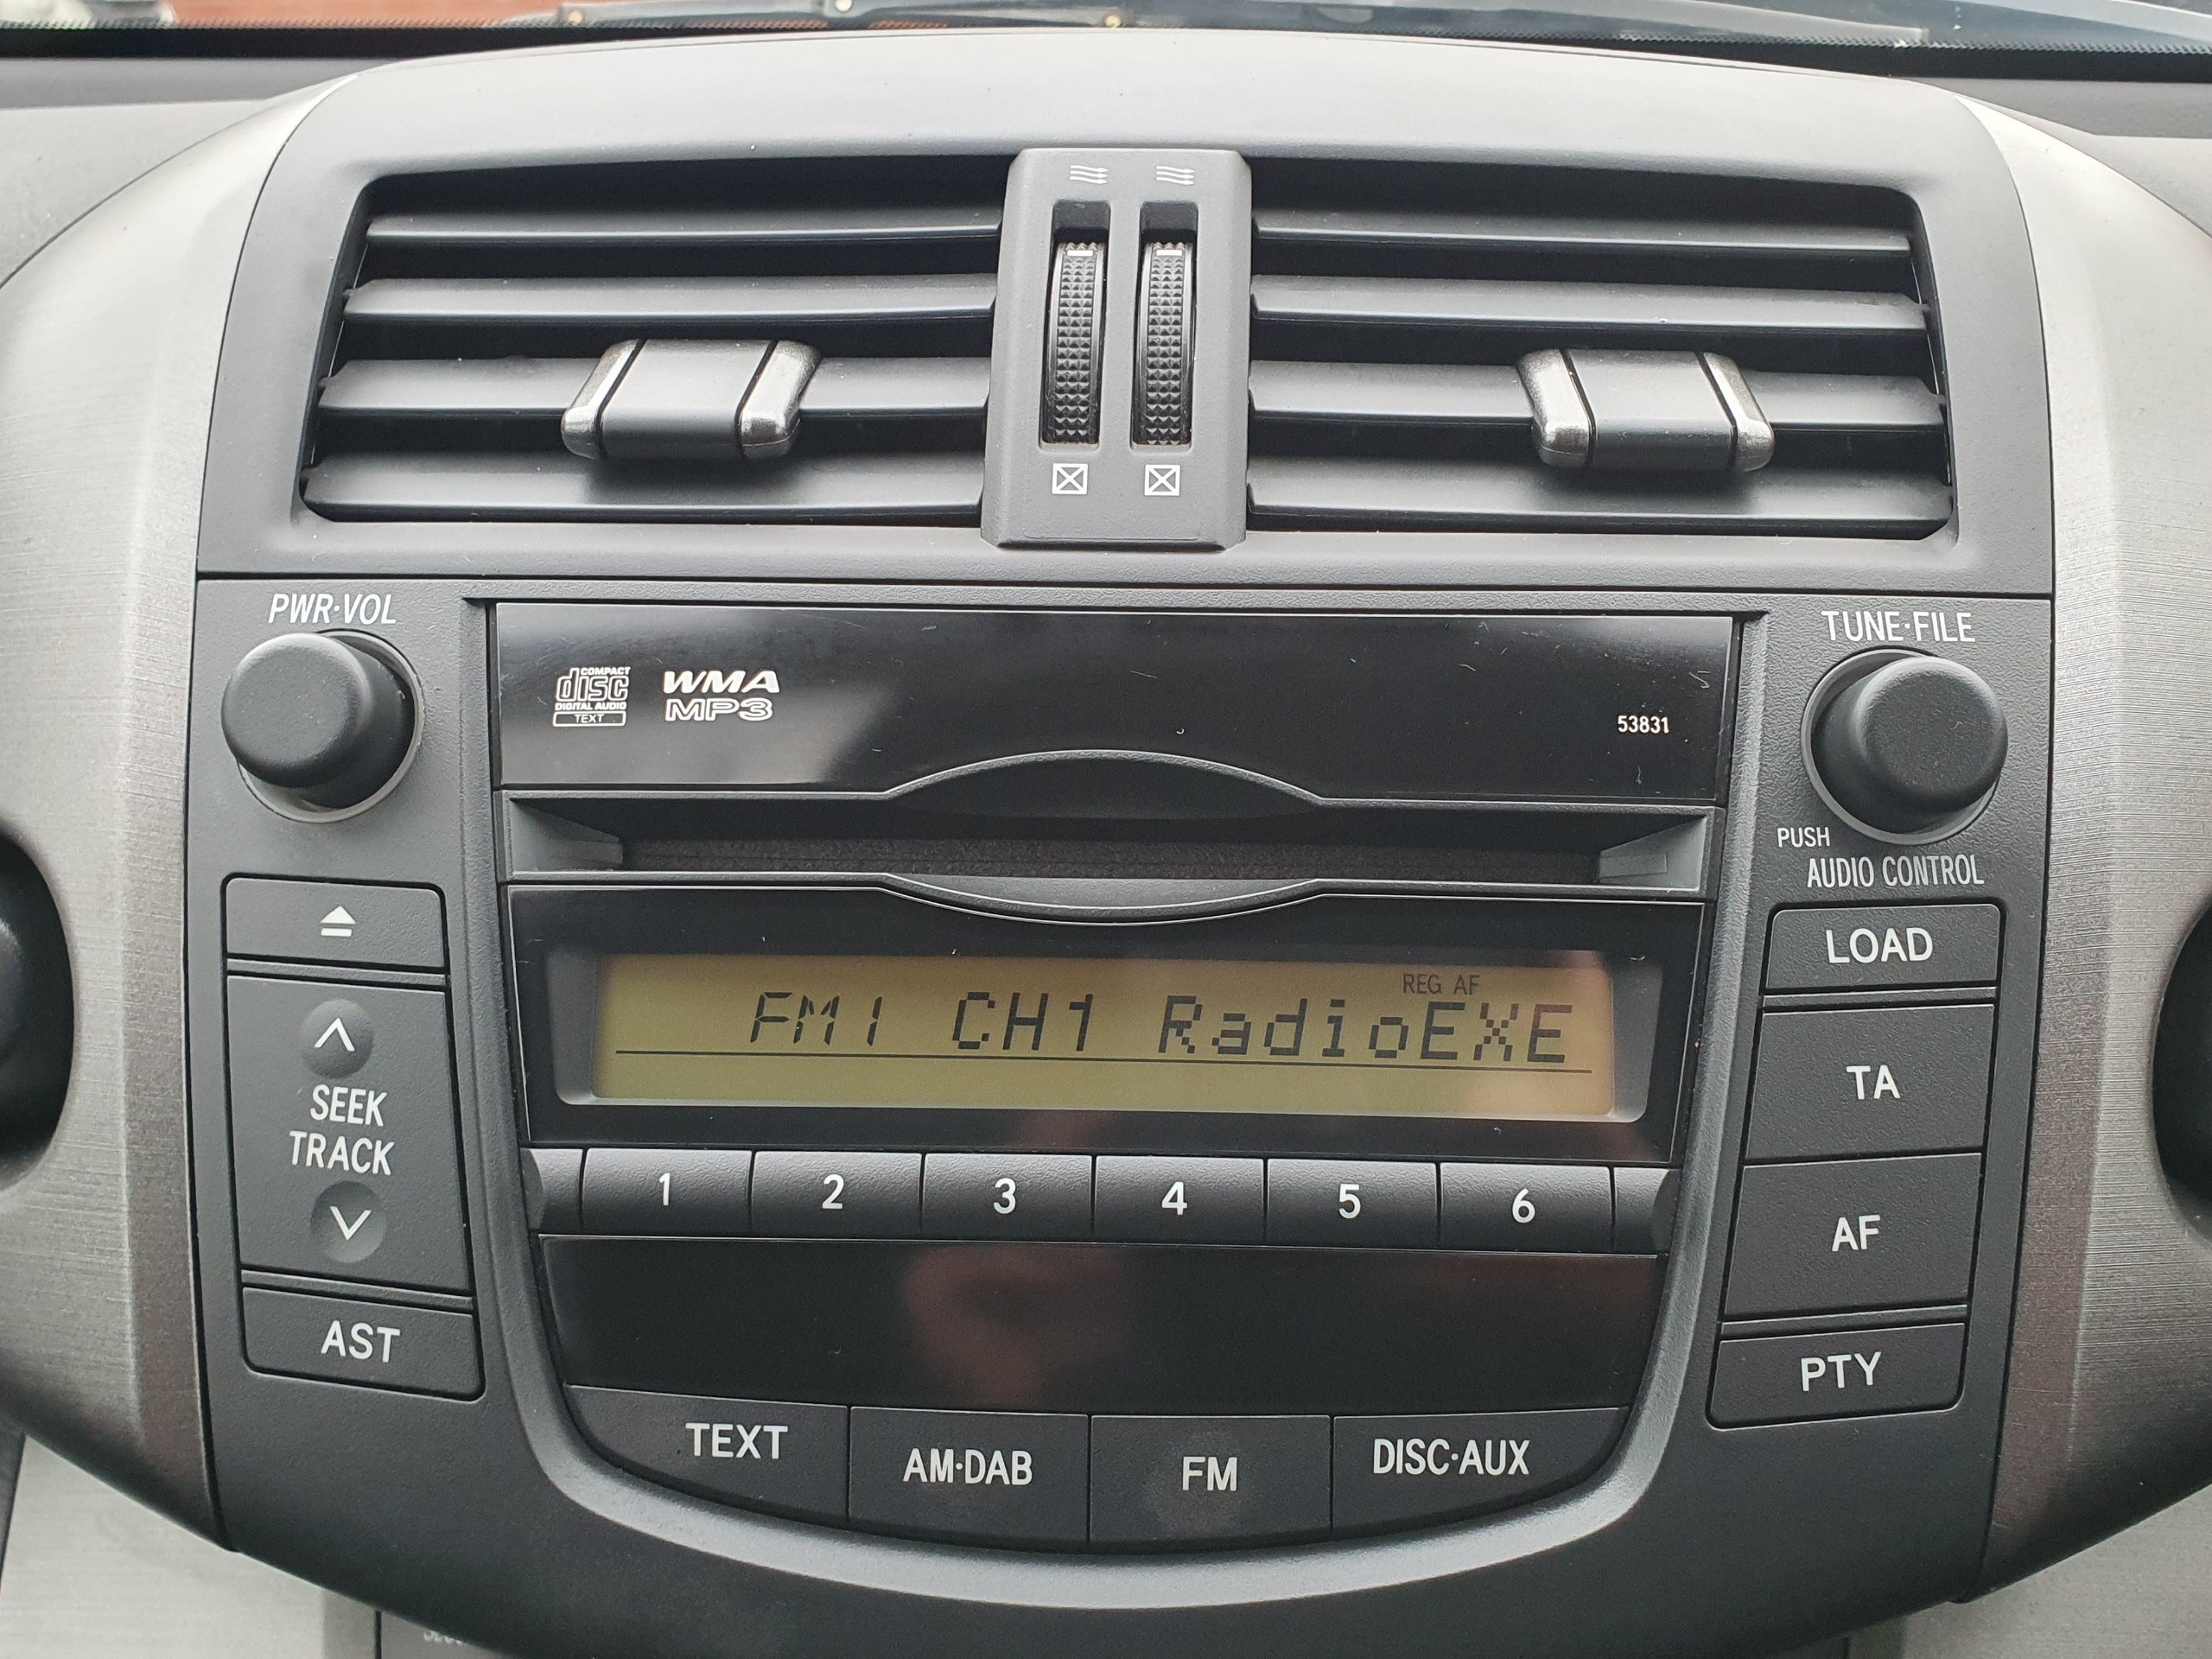 PWR·VOL
TUNE·FILE
COMPACT
disc
DIGITAL AUDIO
TEXT
WMA
MP3
53831
PUSH
AUDIO CONTROL
LOAD
REG AF
FM1 CH1 RadioEXE
SEEK
TRACK
TA
1 2 3 4 5 6
AF
AST
PTY
TEXT
AM·DAB
FM
DISC·AUX